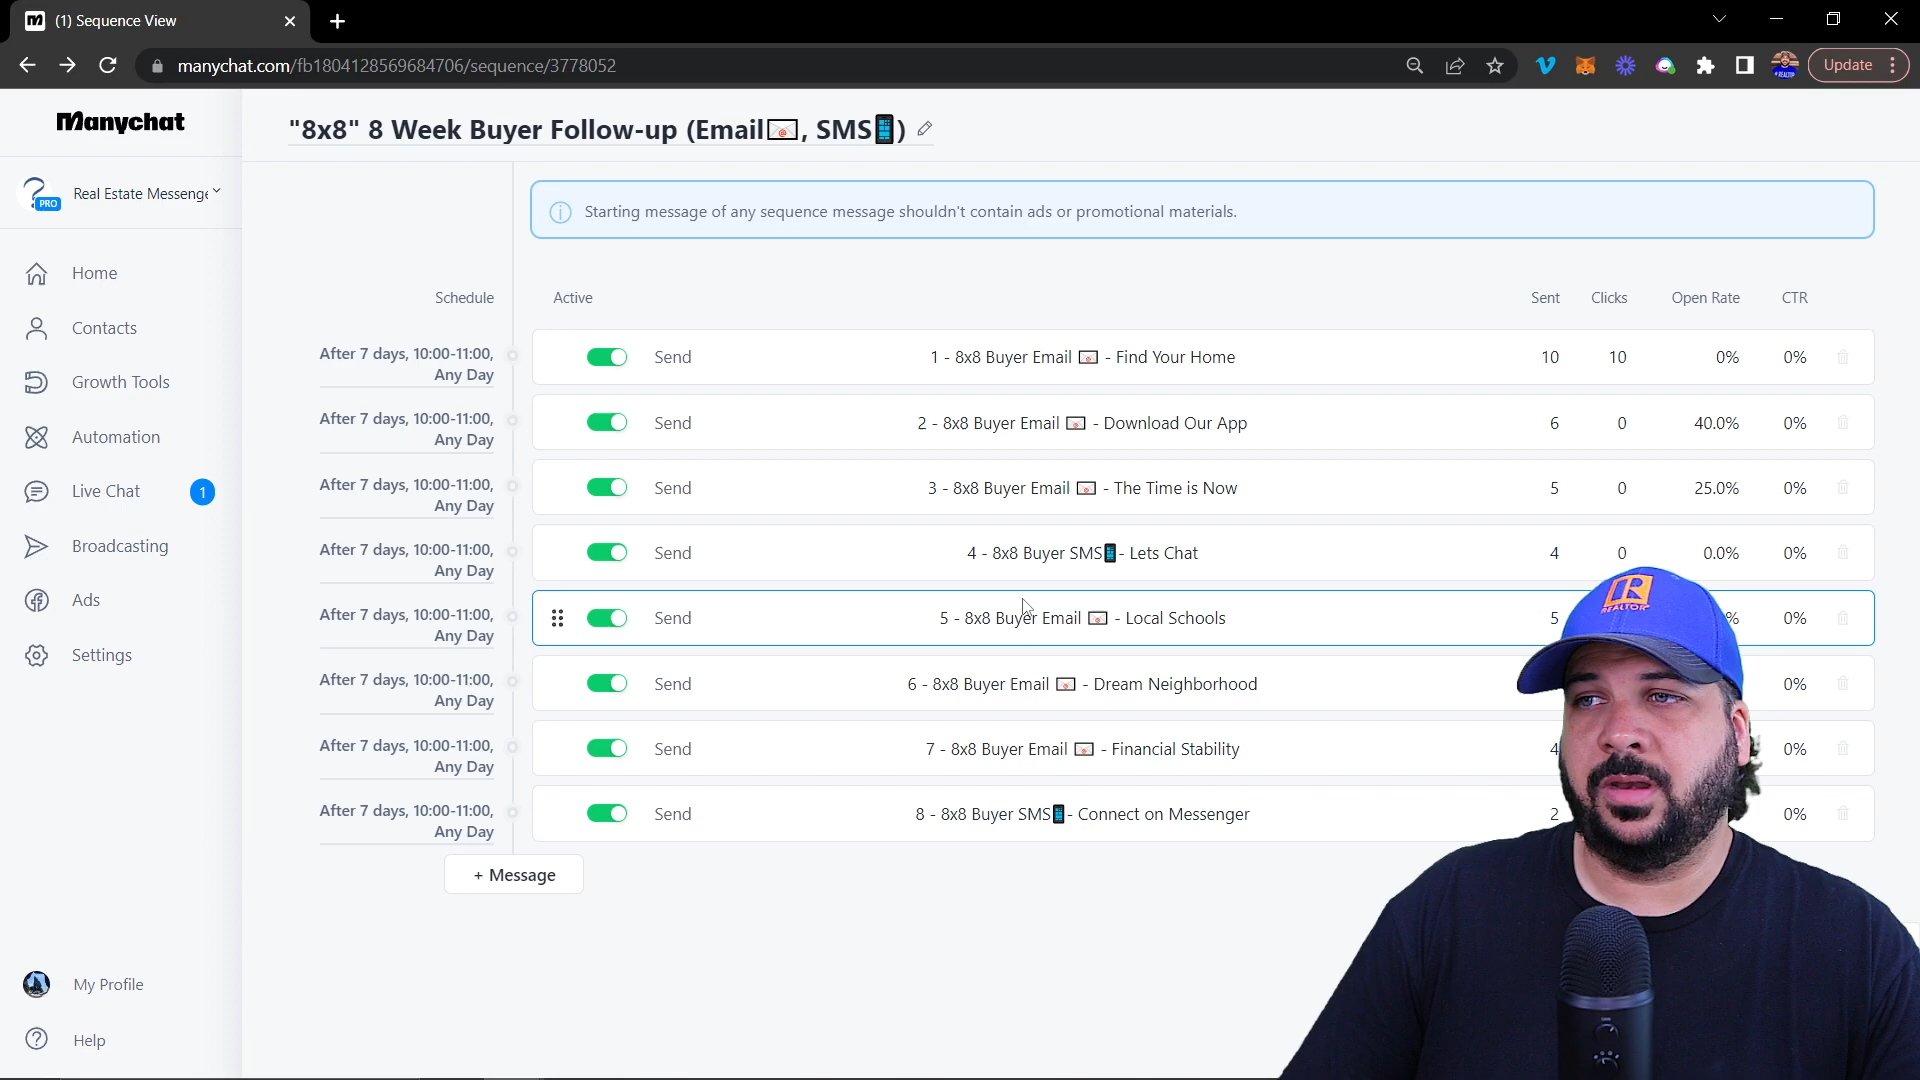 (1) Sequence View
manychat.com/fb1804128569684706/sequence/3778052
Update
Manychat
"8x8" 8 Week Buyer Follow-up (Email📧, SMS📱)
PRO
Real Estate Messenge
Starting message of any sequence message shouldn't contain ads or promotional materials.
Home
Contacts
Growth Tools
Automation
Live Chat 1
Broadcasting
Ads
Settings
My Profile
Help
Schedule Active Sent Clicks Open Rate CTR
After 7 days, 10:00-11:00,
Any Day
Send 1 - 8x8 Buyer Email 📧 - Find Your Home 10 10 0% 0%
After 7 days, 10:00-11:00,
Any Day
Send 2 - 8x8 Buyer Email 📧 - Download Our App 6 0 40.0% 0%
After 7 days, 10:00-11:00,
Any Day
Send 3 - 8x8 Buyer Email 📧 - The Time is Now 5 0 25.0% 0%
After 7 days, 10:00-11:00,
Any Day
Send 4 - 8x8 Buyer SMS📱- Lets Chat 4 0 0.0% 0%
After 7 days, 10:00-11:00,
Any Day
Send 5 - 8x8 Buyer Email 📧 - Local Schools 5 % 0%
After 7 days, 10:00-11:00,
Any Day
Send 6 - 8x8 Buyer Email 📧 - Dream Neighborhood 0%
After 7 days, 10:00-11:00,
Any Day
Send 7 - 8x8 Buyer Email 📧 - Financial Stability 4 0%
After 7 days, 10:00-11:00,
Any Day
Send 8 - 8x8 Buyer SMS📱- Connect on Messenger 2 0%
+ Message
REALTOR